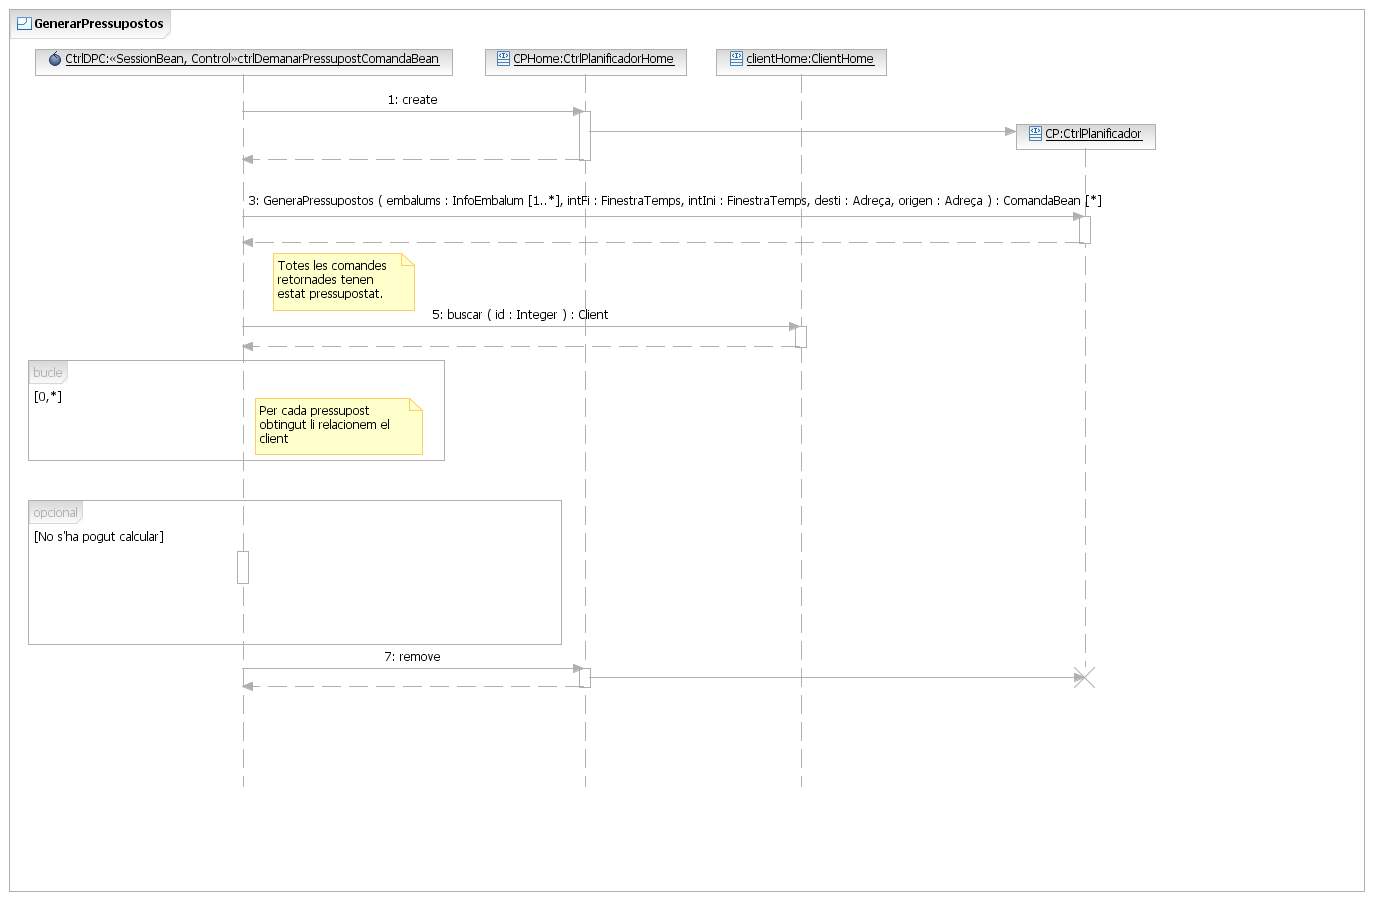 GenerarPressupostos
CtrlDPC:«SessionBean, Control»ctrlDemanarPressupostComandaBean
CPHome:CtrlPlanificadorHome
clientHome:ClientHome
1: create
CP:CtrlPlanificador
3: GeneraPressupostos ( embalums : InfoEmbalum [1..*], intFi : FinestraTemps, intIni : FinestraTemps, desti : Adreça, origen : Adreça ) : ComandaBean [*]
Totes les comandes
retornades tenen
estat pressupostat.
5: buscar ( id : Integer ) : Client
bucle
[0,*]
Per cada pressupost
obtingut li relacionem el
client
opcional
[No s'ha pogut calcular]
7: remove